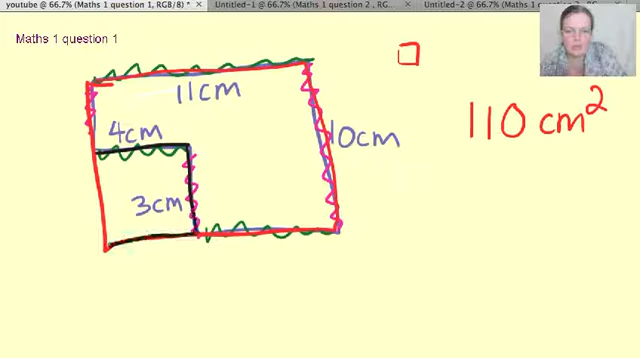 youtube @ 66.7% (Maths 1 question 1, RGB/8) *
Untitled-1 @ 66.7% (Maths 1 question 2, RGB
Untitled-2 @ 66.7% (Maths 1 question
Maths 1 question 1
11cm
110 cm²
4cm
10cm
3cm